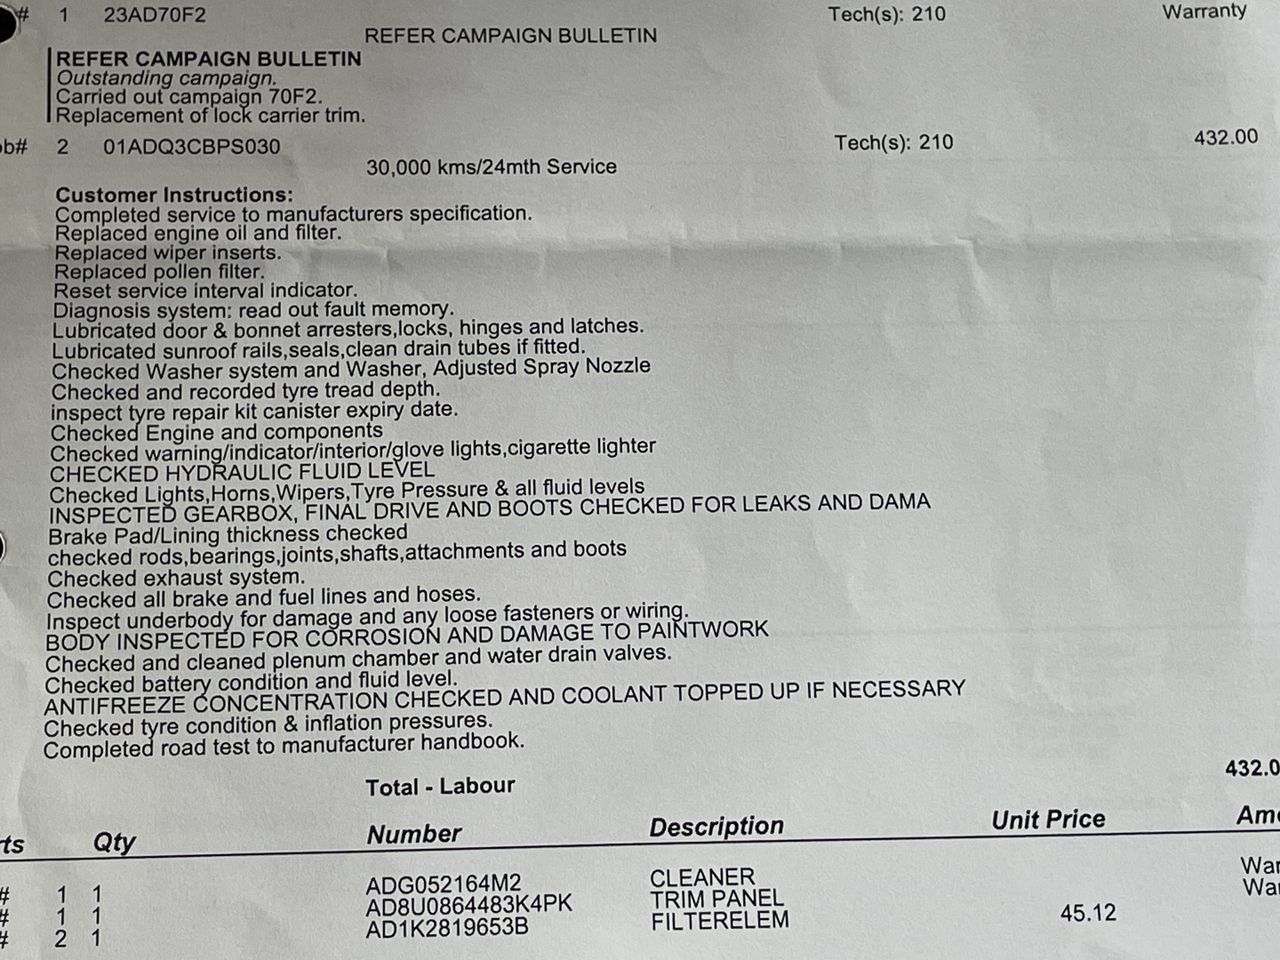 # 1 23AD70F2 Tech(s): 210 Warranty
REFER CAMPAIGN BULLETIN
REFER CAMPAIGN BULLETIN
Outstanding campaign.
Carried out campaign 70F2.
Replacement of lock carrier trim.
ob# 2 01ADQ3CBPS030 Tech(s): 210 432.00
30,000 kms/24mth Service
Customer Instructions:
Completed service to manufacturers specification.
Replaced engine oil and filter.
Replaced wiper inserts.
Replaced pollen filter.
Reset service interval indicator.
Diagnosis system: read out fault memory.
Lubricated door & bonnet arresters,locks, hinges and latches.
Lubricated sunroof rails,seals,clean drain tubes if fitted.
Checked Washer system and Washer, Adjusted Spray Nozzle
Checked and recorded tyre tread depth.
inspect tyre repair kit canister expiry date.
Checked Engine and components
Checked warning/indicator/interior/glove lights,cigarette lighter
CHECKED HYDRAULIC FLUID LEVEL
Checked Lights,Horns,Wipers,Tyre Pressure & all fluid levels
INSPECTED GEARBOX, FINAL DRIVE AND BOOTS CHECKED FOR LEAKS AND DAMA
Brake Pad/Lining thickness checked
checked rods,bearings,joints,shafts,attachments and boots
Checked exhaust system.
Checked all brake and fuel lines and hoses.
Inspect underbody for damage and any loose fasteners or wiring.
BODY INSPECTED FOR CORROSION AND DAMAGE TO PAINTWORK
Checked and cleaned plenum chamber and water drain valves.
Checked battery condition and fluid level.
ANTIFREEZE CONCENTRATION CHECKED AND COOLANT TOPPED UP IF NECESSARY
Checked tyre condition & inflation pressures.
Completed road test to manufacturer handbook.
Total - Labour 432.0
rts Qty Number Description Unit Price Am
# 1 1 ADG052164M2 CLEANER War
# 1 1 AD8U0864483K4PK TRIM PANEL War
# 2 1 AD1K2819653B FILTERELEM 45.12